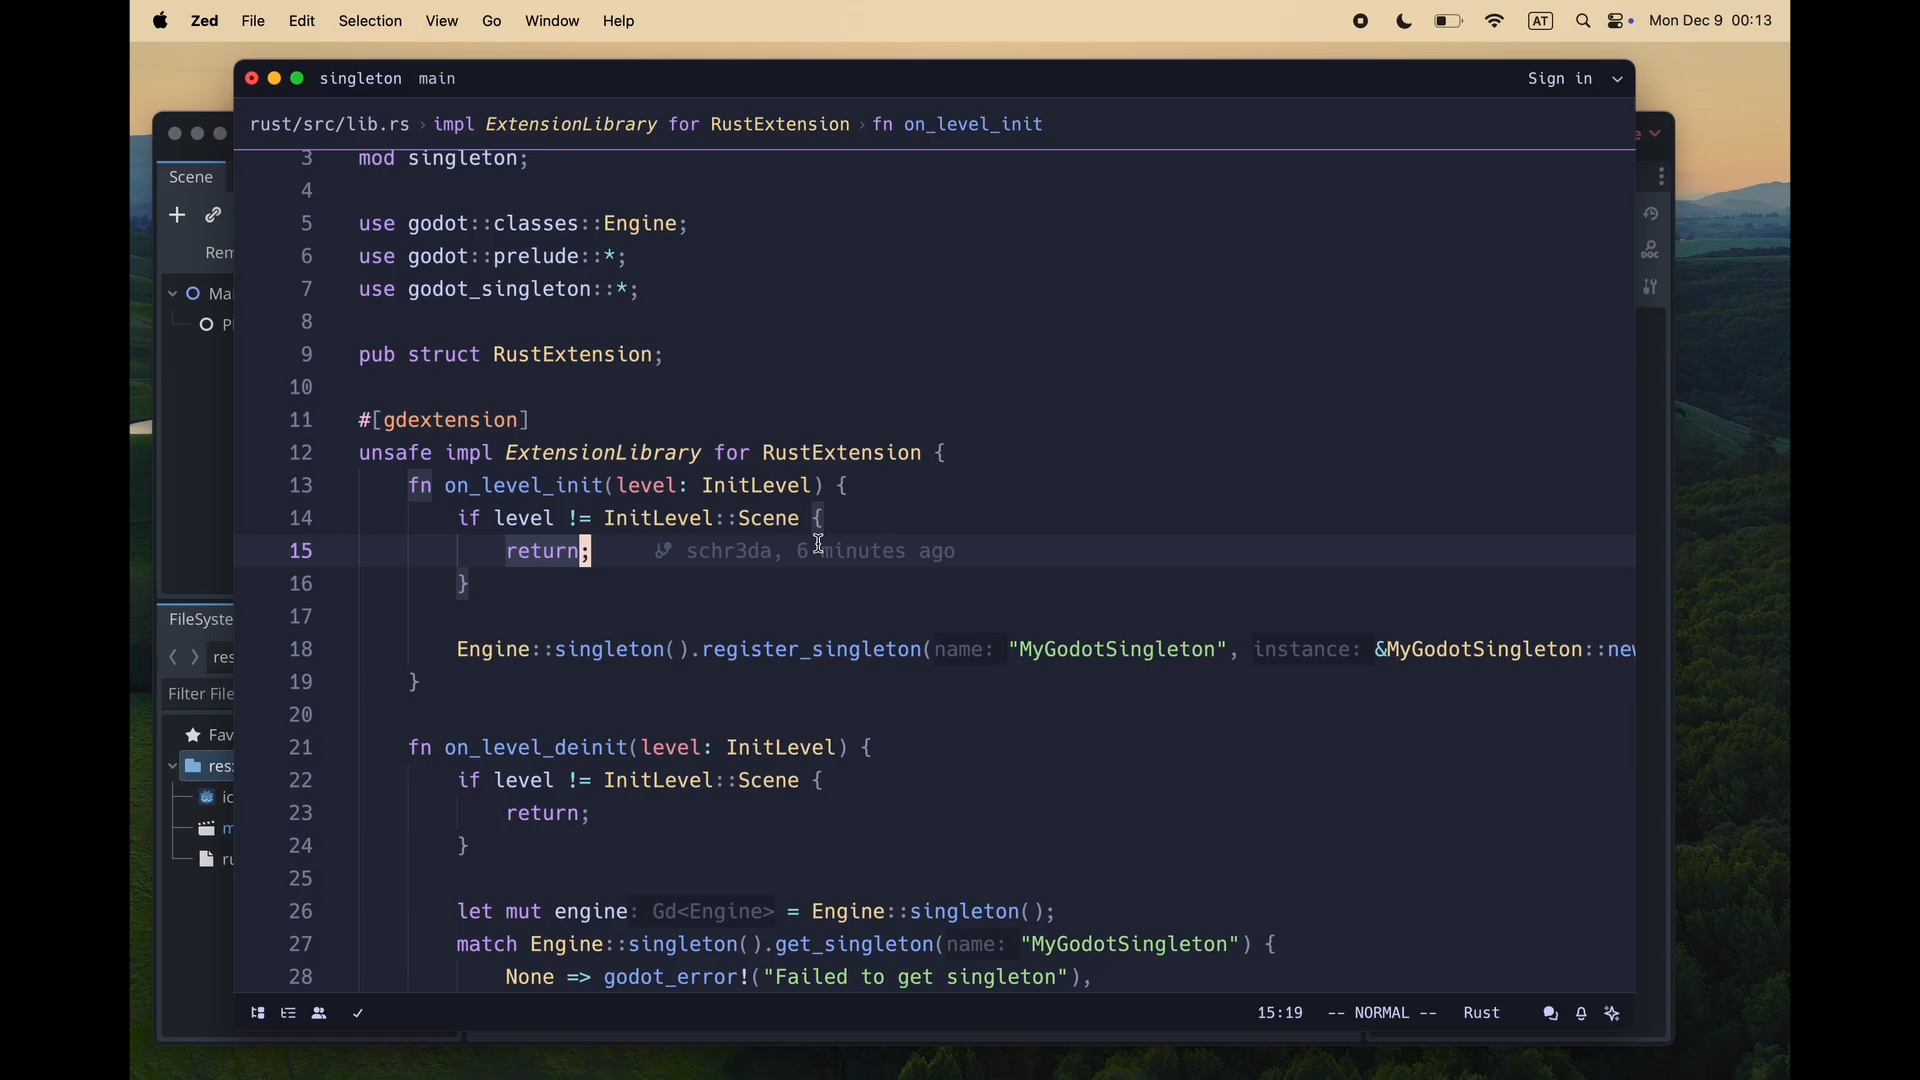 Zed File Edit Selection View Go Window Help
AT Mon Dec 9 00:13
singleton main
Sign in
rust/src/lib.rs › impl ExtensionLibrary for RustExtension › fn on_level_init
Scene
FileSyste
Filter File
3 mod singleton;
4
5 use godot::classes::Engine;
6 use godot::prelude::*;
7 use godot_singleton::*;
8
9 pub struct RustExtension;
10
11 #[gdextension]
12 unsafe impl ExtensionLibrary for RustExtension {
13 fn on_level_init(level: InitLevel) {
14 if level != InitLevel::Scene {
15 return; schr3da, 6 minutes ago
16 }
17
18 Engine::singleton().register_singleton(name: "MyGodotSingleton", instance: &MyGodotSingleton::new
19 }
20
21 fn on_level_deinit(level: InitLevel) {
22 if level != InitLevel::Scene {
23 return;
24 }
25
26 let mut engine: Gd<Engine> = Engine::singleton();
27 match Engine::singleton().get_singleton(name: "MyGodotSingleton") {
28 None => godot_error!("Failed to get singleton"),
15:19 -- NORMAL -- Rust